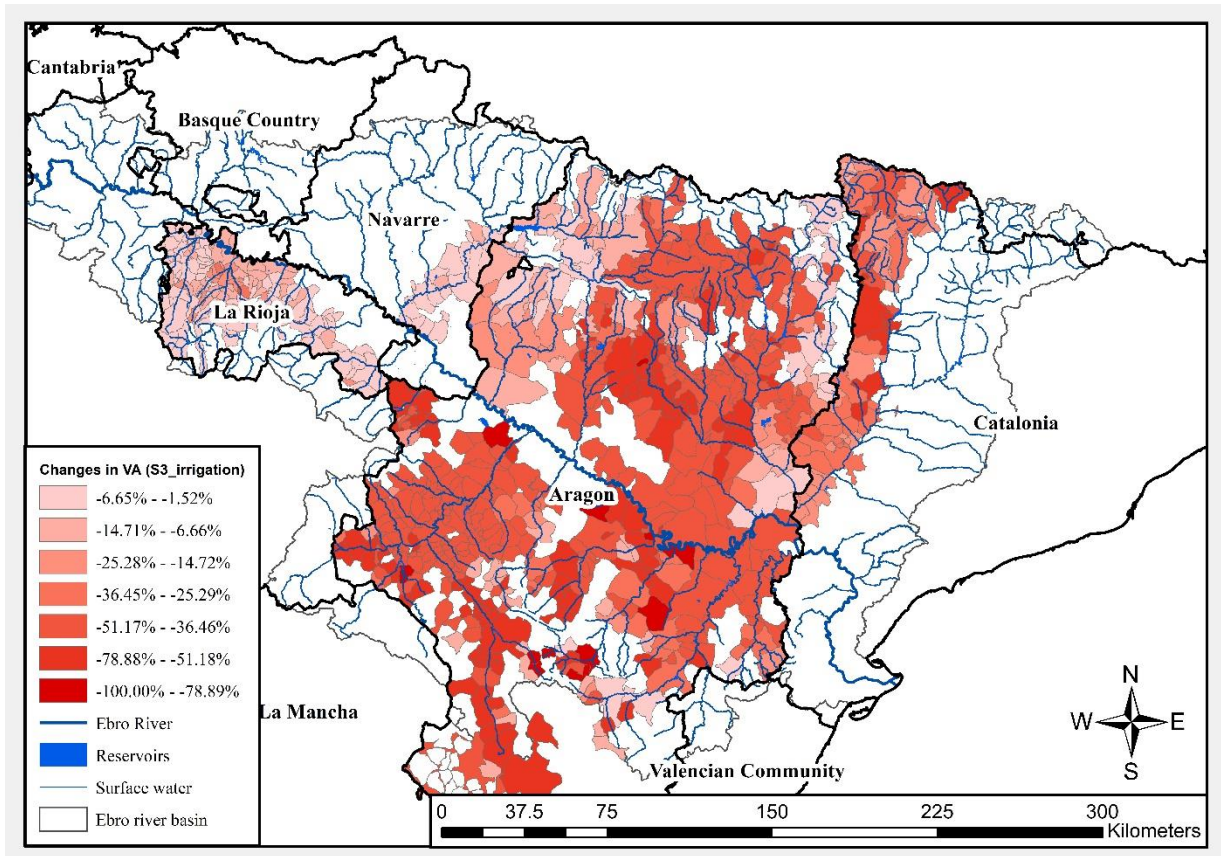 Cantabria
Basque Country
Navarre
La Rioja
Catalonia
Aragon
La Mancha
Valencian Community
Changes in VA (S3_irrigation)
-6.65% - -1.52%
-14.71% - -6.66%
-25.28% - -14.72%
-36.45% - -25.29%
-51.17% - -36.46%
-78.88% - -51.18%
-100.00% - -78.89%
Ebro River
Reservoirs
Surface water
Ebro river basin
N
W E
S
0 37.5 75 150 225 300
Kilometers